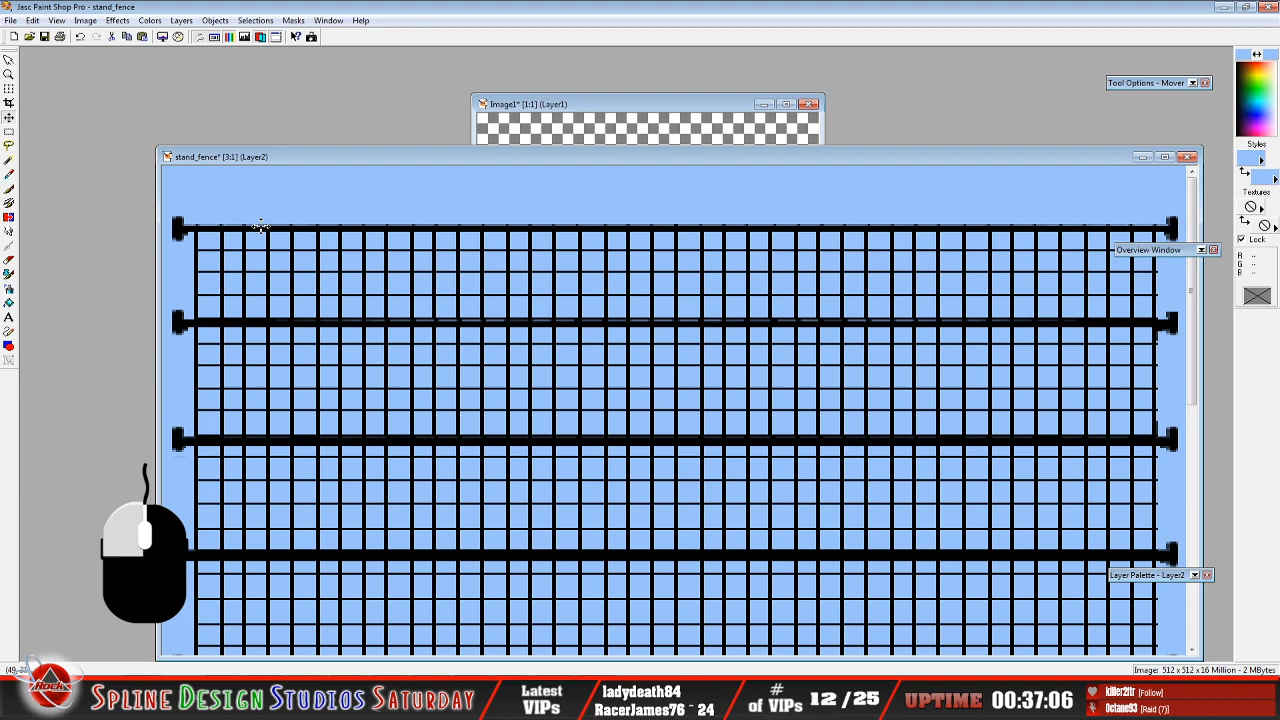 Jasc Paint Shop Pro - stand_fence
File Edit View Image Effects Colors Layers Objects Selections Masks Window Help
Tool Options - Mover
Image1* [1:1] (Layer1)
stand_fence* [3:1] (Layer2)
Styles
Textures
Lock
R
G
B
Overview Window
Layer Palette - Layer2
Image: 512 x 512 x 16 Million - 2 MBytes
ROCK
SPLINE DESIGN STUDIOS SATURDAY
Latest VIPs
ladydeath84
RacerJames76 ~ 24
# of VIPs
12 / 25
UPTIME
00:37:06
killer2ltr [Follow]
Octane93 [Raid (7)]